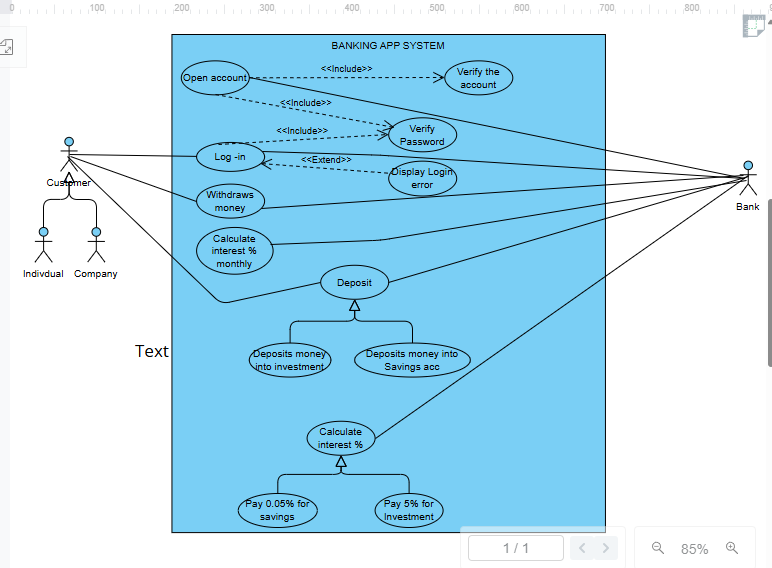 0 100 200 300 400 500 600 700 800
BANKING APP SYSTEM
Open account
<<Include>>
Verify the
account
<<Include>>
<<Include>>
Verify
Password
Log -in
<<Extend>>
Display Login
error
Customer
Withdraws
money
Bank
Calculate
interest %
monthly
Indivdual
Company
Deposit
Text
Deposits money
into investment
Deposits money into
Savings acc
Calculate
interest %
Pay 0.05% for
savings
Pay 5% for
Investment
1 / 1
85%